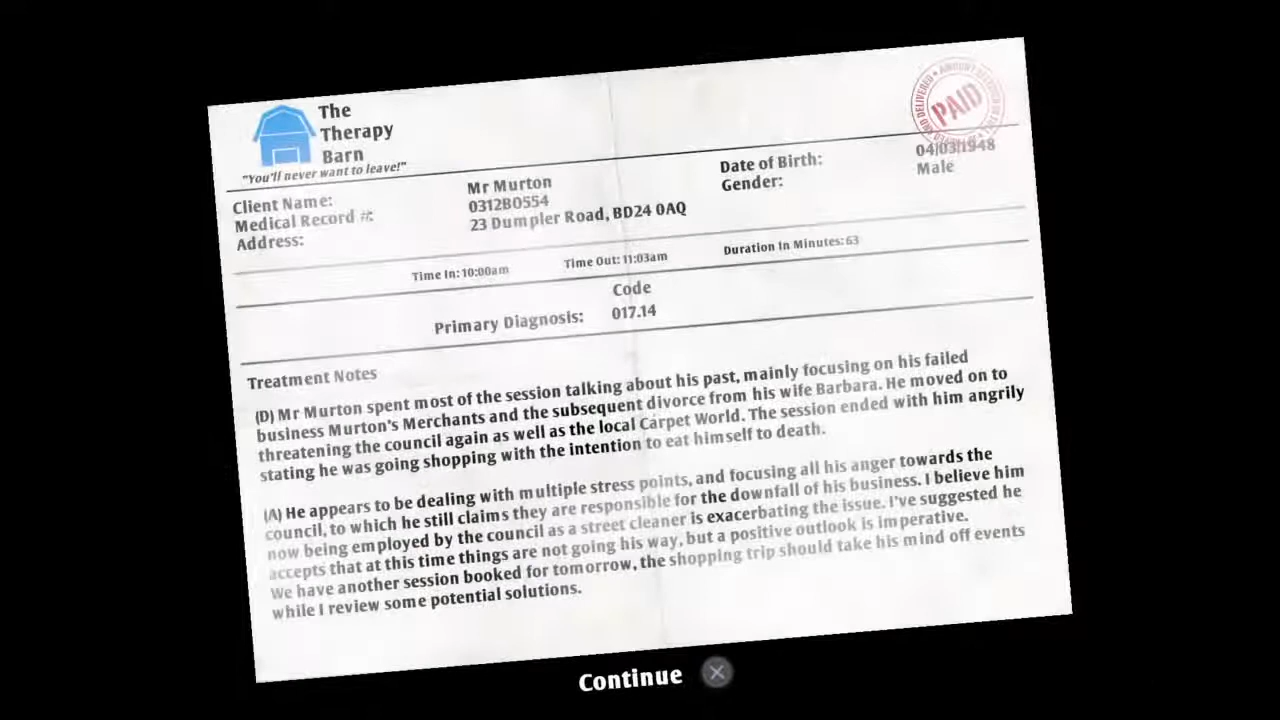 The
Therapy
Barn
"You'll never want to leave!"
PAID
Client Name: Mr Murton
Medical Record #: 0312B0554
Address: 23 Dumpler Road, BD24 0AQ
Date of Birth: 04/03/1948
Gender: Male
Time In: 10:00am Time Out: 11:03am Duration In Minutes: 63
Code
Primary Diagnosis: 017.14
Treatment Notes
(D) Mr Murton spent most of the session talking about his past, mainly focusing on his failed
business Murton's Merchants and the subsequent divorce from his wife Barbara. He moved on to
threatening the council again as well as the local Carpet World. The session ended with him angrily
stating he was going shopping with the intention to eat himself to death.
(A) He appears to be dealing with multiple stress points, and focusing all his anger towards the
council, to which he still claims they are responsible for the downfall of his business. I believe him
now being employed by the council as a street cleaner is exacerbating the issue. I've suggested he
accepts that at this time things are not going his way, but a positive outlook is imperative.
We have another session booked for tomorrow, the shopping trip should take his mind off events
while I review some potential solutions.
Continue